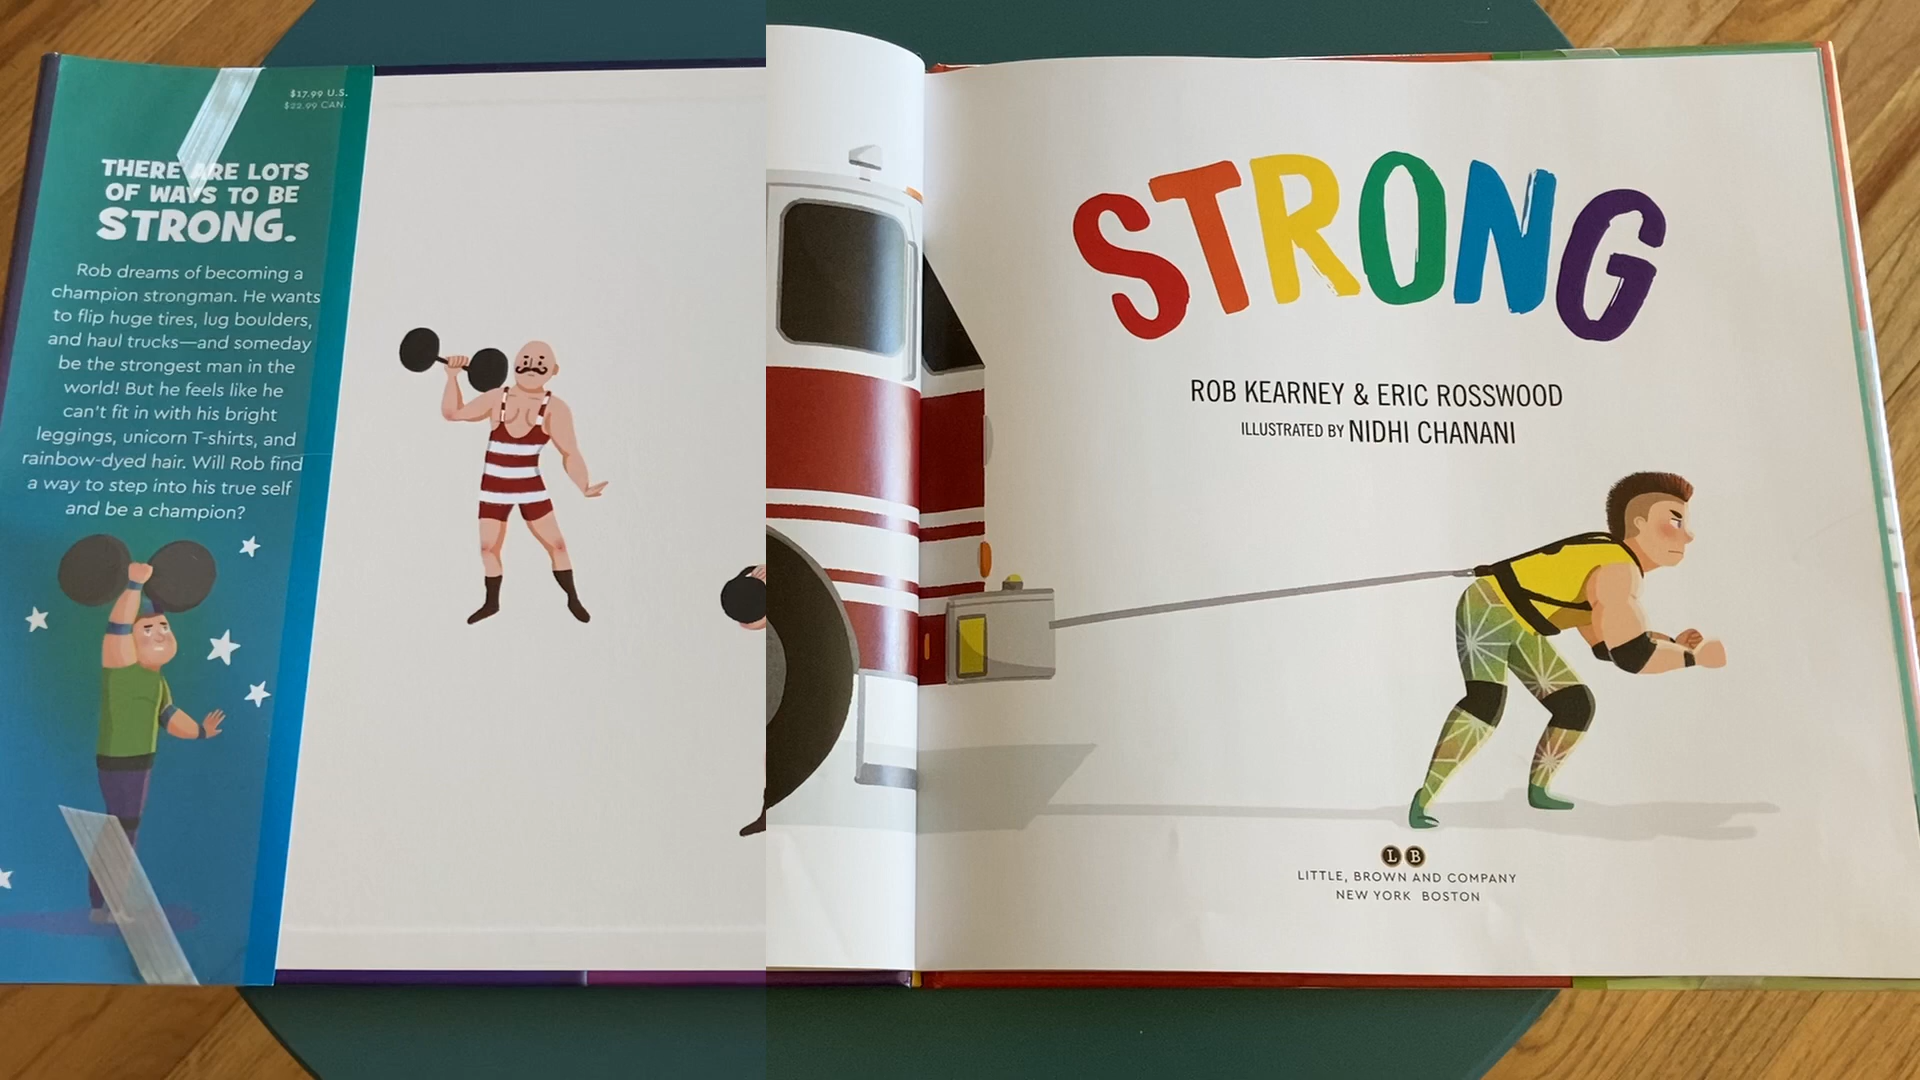 $17.99 U.S.
$22.99 CAN.
THERE ARE LOTS
OF WAYS TO BE
STRONG.
Rob dreams of becoming a
champion strongman. He wants
to flip huge tires, lug boulders,
and haul trucks—and someday
be the strongest man in the
world! But he feels like he
can't fit in with his bright
leggings, unicorn T-shirts, and
rainbow-dyed hair. Will Rob find
a way to step into his true self
and be a champion?
STRONG
ROB KEARNEY & ERIC ROSSWOOD
ILLUSTRATED BY NIDHI CHANANI
L B
LITTLE, BROWN AND COMPANY
NEW YORK BOSTON